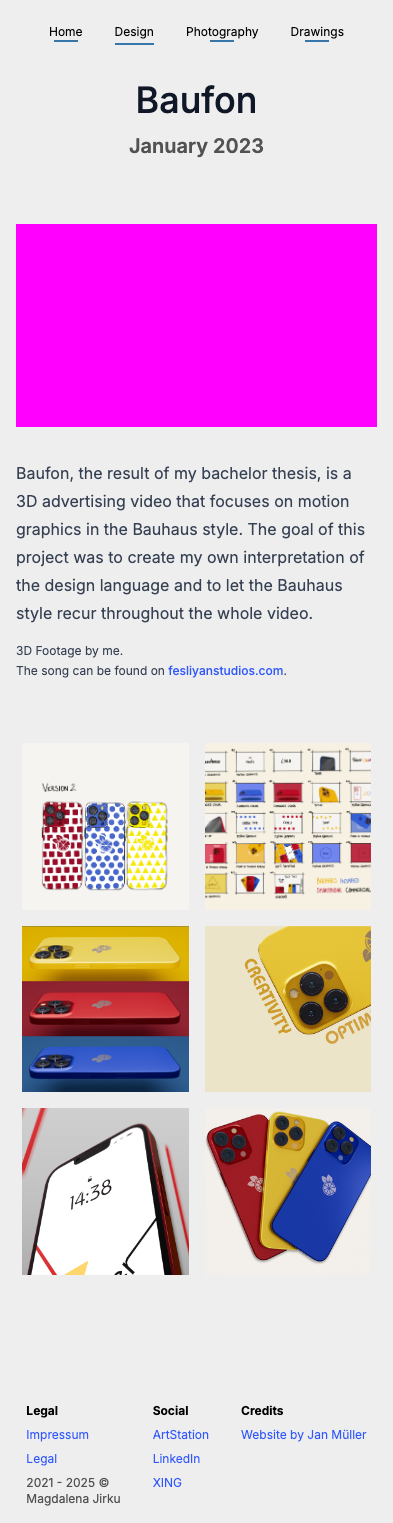 Home Design Photography Drawings
Baufon
January 2023
Baufon, the result of my bachelor thesis, is a
3D advertising video that focuses on motion
graphics in the Bauhaus style. The goal of this
project was to create my own interpretation of
the design language and to let the Bauhaus
style recur throughout the whole video.
3D Footage by me.
The song can be found on fesliyanstudios.com.
VERSION 2
CREATIVITY
OPTIM
14:38
Legal
Impressum
Legal
2021 - 2025 ©
Magdalena Jirku
Social
ArtStation
LinkedIn
XING
Credits
Website by Jan Müller